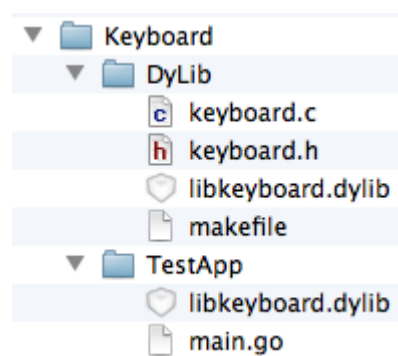 Keyboard
DyLib
c keyboard.c
h keyboard.h
libkeyboard.dylib
makefile
TestApp
libkeyboard.dylib
main.go